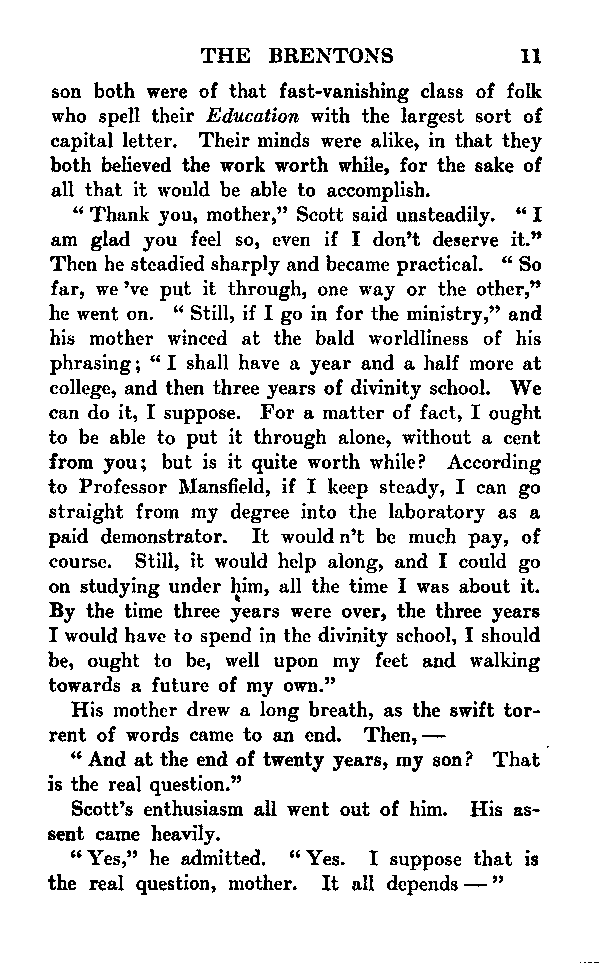 THE BRENTONS 11
son both were of that fast-vanishing class of folk
who spell their Education with the largest sort of
capital letter. Their minds were alike, in that they
both believed the work worth while, for the sake of
all that it would be able to accomplish.
“ Thank you, mother,” Scott said unsteadily. “ I
am glad you feel so, even if I don’t deserve it.”
Then he steadied sharply and became practical. “ So
far, we ’ve put it through, one way or the other,”
he went on. “ Still, if I go in for the ministry,” and
his mother winced at the bald worldliness of his
phrasing; “ I shall have a year and a half more at
college, and then three years of divinity school. We
can do it, I suppose. For a matter of fact, I ought
to be able to put it through alone, without a cent
from you; but is it quite worth while? According
to Professor Mansfield, if I keep steady, I can go
straight from my degree into the laboratory as a
paid demonstrator. It would n’t be much pay, of
course. Still, it would help along, and I could go
on studying under him, all the time I was about it.
By the time three years were over, the three years
I would have to spend in the divinity school, I should
be, ought to be, well upon my feet and walking
towards a future of my own.”
His mother drew a long breath, as the swift tor-
rent of words came to an end. Then, —
“ And at the end of twenty years, my son? That
is the real question.”
Scott’s enthusiasm all went out of him. His as-
sent came heavily.
“ Yes,” he admitted. “ Yes. I suppose that is
the real question, mother. It all depends — ”